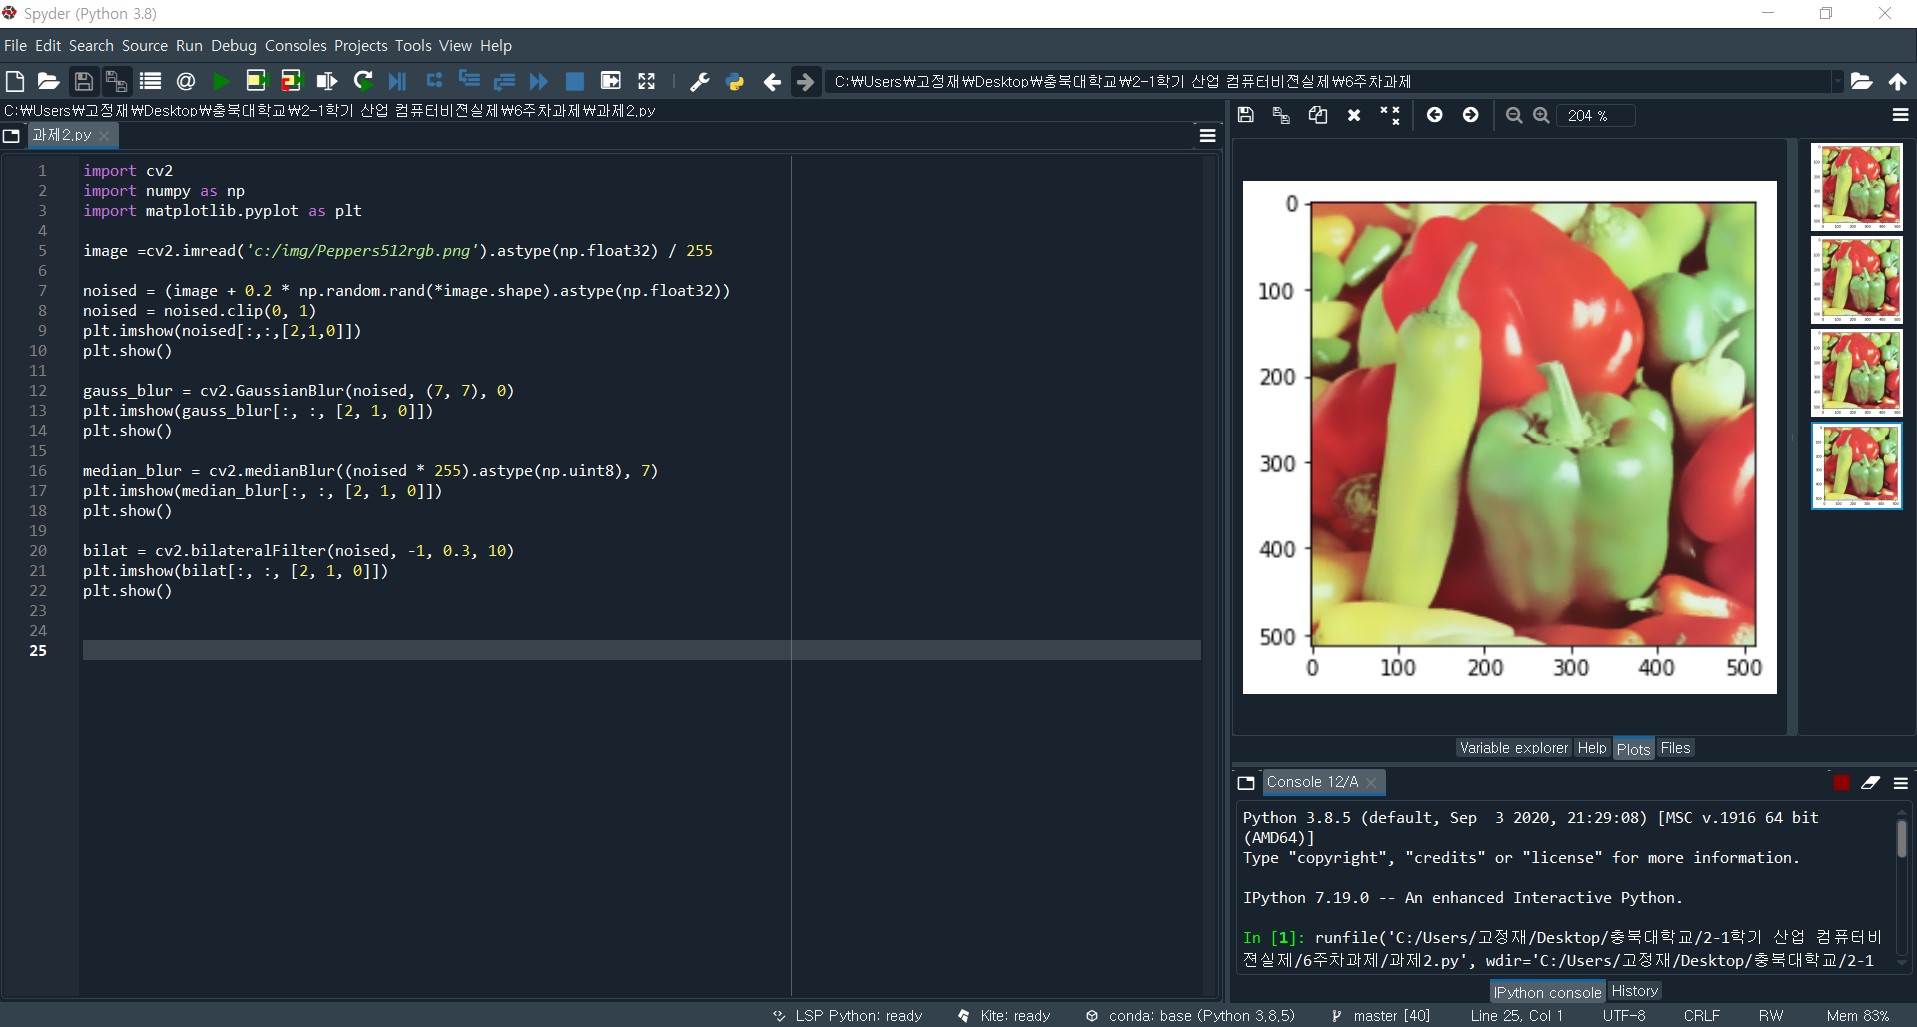 Spyder (Python 3.8)
File Edit Search Source Run Debug Consoles Projects Tools View Help
C:₩Users₩고정재₩Desktop₩충북대학교₩2-1학기 산업 컴퓨터비젼실제₩6주차과제
C:₩Users₩고정재₩Desktop₩충북대학교₩2-1학기 산업 컴퓨터비젼실제₩6주차과제₩과제2.py
204 %
과제2.py
1 import cv2
2 import numpy as np
3 import matplotlib.pyplot as plt
4
5 image =cv2.imread('c:/img/Peppers512rgb.png').astype(np.float32) / 255
6
7 noised = (image + 0.2 * np.random.rand(*image.shape).astype(np.float32))
8 noised = noised.clip(0, 1)
9 plt.imshow(noised[:,:,[2,1,0]])
10 plt.show()
11
12 gauss_blur = cv2.GaussianBlur(noised, (7, 7), 0)
13 plt.imshow(gauss_blur[:, :, [2, 1, 0]])
14 plt.show()
15
16 median_blur = cv2.medianBlur((noised * 255).astype(np.uint8), 7)
17 plt.imshow(median_blur[:, :, [2, 1, 0]])
18 plt.show()
19
20 bilat = cv2.bilateralFilter(noised, -1, 0.3, 10)
21 plt.imshow(bilat[:, :, [2, 1, 0]])
22 plt.show()
23
24
25
0
100
200
300
400
500
0 100 200 300 400 500
Variable explorer Help Plots Files
Console 12/A
Python 3.8.5 (default, Sep  3 2020, 21:29:08) [MSC v.1916 64 bit
(AMD64)]
Type "copyright", "credits" or "license" for more information.
IPython 7.19.0 -- An enhanced Interactive Python.
In [1]: runfile('C:/Users/고정재/Desktop/충북대학교/2-1학기 산업 컴퓨터비
젼실제/6주차과제/과제2.py', wdir='C:/Users/고정재/Desktop/충북대학교/2-1
IPython console History
LSP Python: ready Kite: ready conda: base (Python 3.8.5) master [40] Line 25, Col 1 UTF-8 CRLF RW Mem 83%